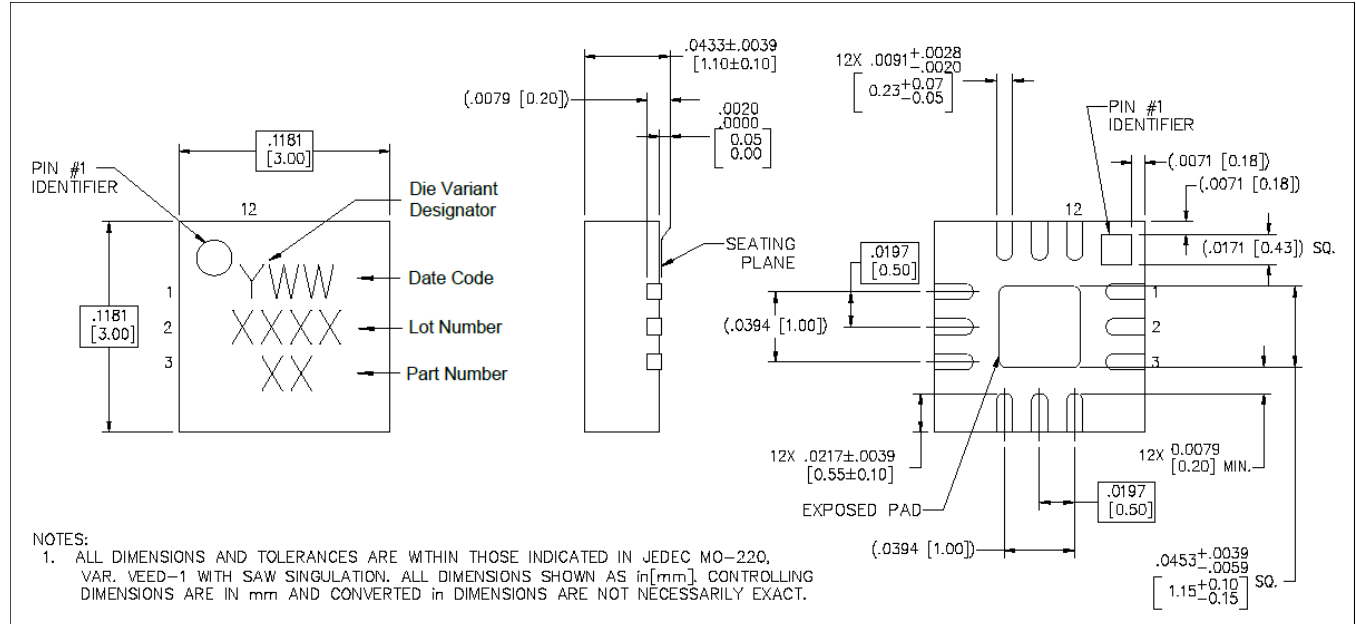 .1181
[3.00]
PIN #1
IDENTIFIER
12
Die Variant
Designator
YWW
Date Code
.1181
[3.00]
1
2
3
XXXX
Lot Number
XX
Part Number
.0433±.0039
[1.10±0.10]
(.0079 [0.20])
.0020
.0000
[0.05
0.00]
SEATING
PLANE
12X .0091+.0028
-.0020
[0.23+0.07
-0.05]
PIN #1
IDENTIFIER
(.0071 [0.18])
(.0071 [0.18])
12
(.0171 [0.43]) SQ.
.0197
[0.50]
(.0394 [1.00])
1
2
3
12X .0217±.0039
[0.55±0.10]
12X 0.0079
[0.20] MIN.
EXPOSED PAD
.0197
[0.50]
(.0394 [1.00])
.0453+.0039
-.0059
[1.15+0.10
-0.15] SQ.
NOTES:
1. ALL DIMENSIONS AND TOLERANCES ARE WITHIN THOSE INDICATED IN JEDEC MO-220,
VAR. VEED-1 WITH SAW SINGULATION. ALL DIMENSIONS SHOWN AS in[mm]. CONTROLLING
DIMENSIONS ARE IN mm AND CONVERTED in DIMENSIONS ARE NOT NECESSARILY EXACT.